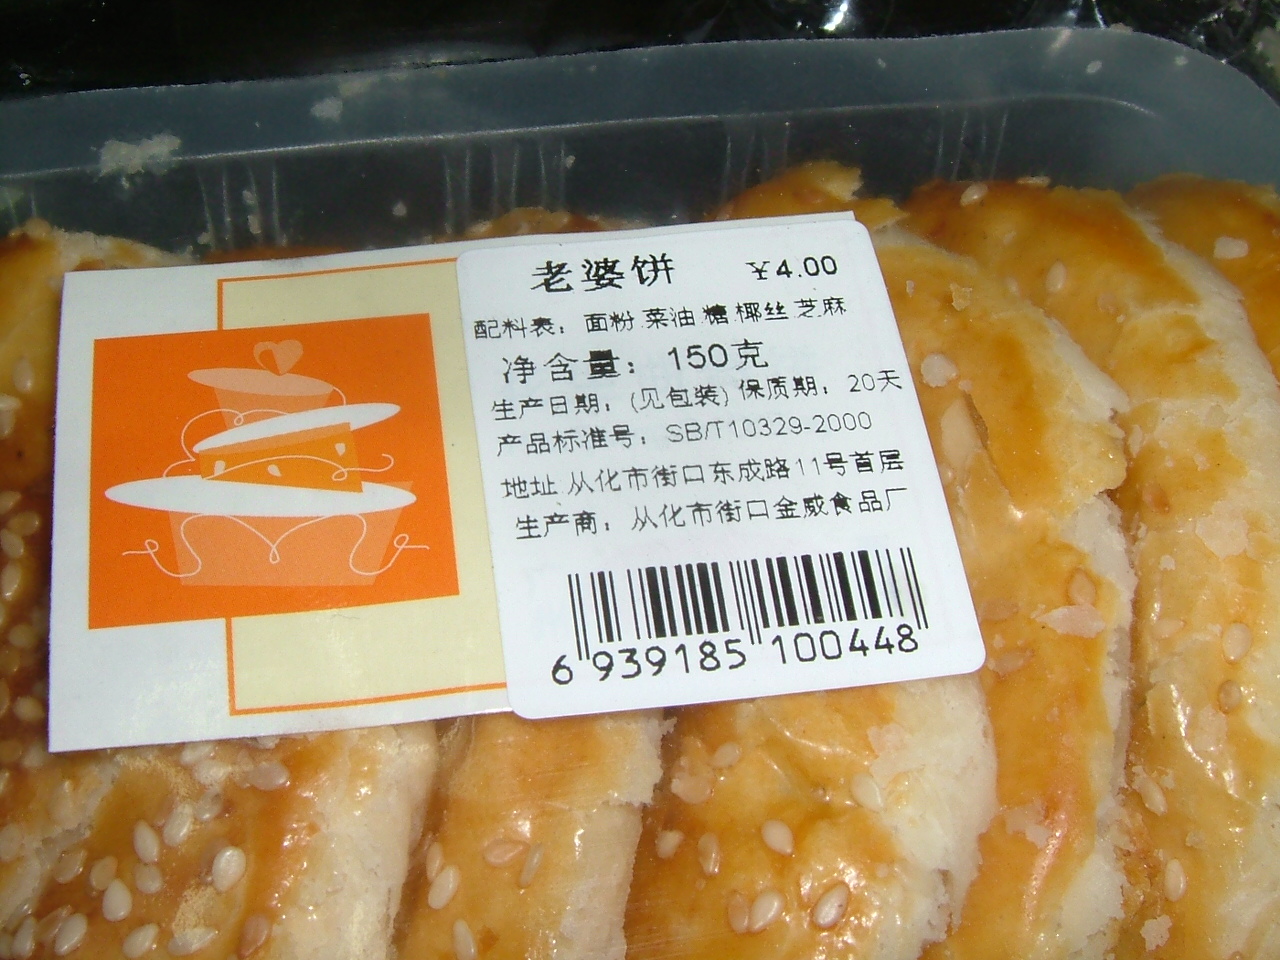 老婆饼 ¥4.00
配料表：面粉 菜油 糖 椰丝 芝麻
净含量：150克
生产日期：(见包装) 保质期：20天
产品标准号：SB/T10329-2000
地址 从化市街口东成路11号首层
生产商：从化市街口金威食品厂
6 939185 100448